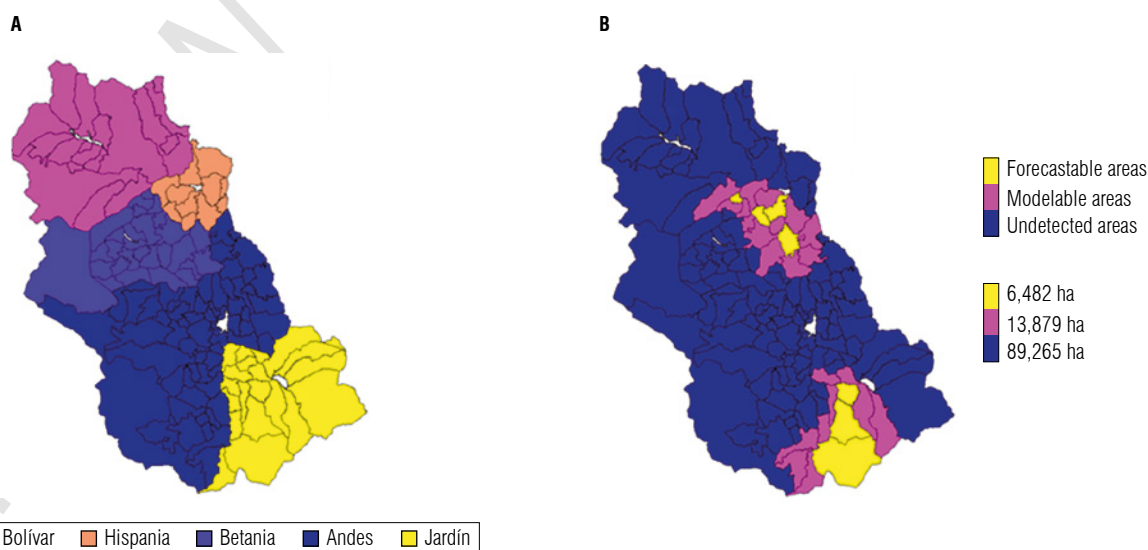 A
B
Forecastable areas
Modelable areas
Undetected areas
6,482 ha
13,879 ha
89,265 ha
Bolívar Hispania Betania Andes Jardín